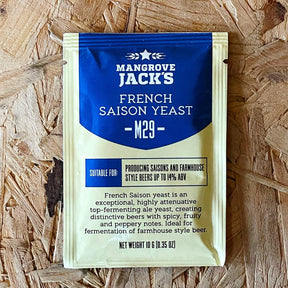 MANGROVE
JACK'S
FRENCH
SAISON YEAST
M29
SUITABLE FOR:
PRODUCING SAISONS AND FARMHOUSE
STYLE BEERS UP TO 14% ABV
French Saison yeast is an
exceptional, highly attenuative
top-fermenting ale yeast, creating
distinctive beers with spicy, fruity
and peppery notes. Ideal for
fermentation of farmhouse style beer.
NET WEIGHT 10 G (0.35 OZ)